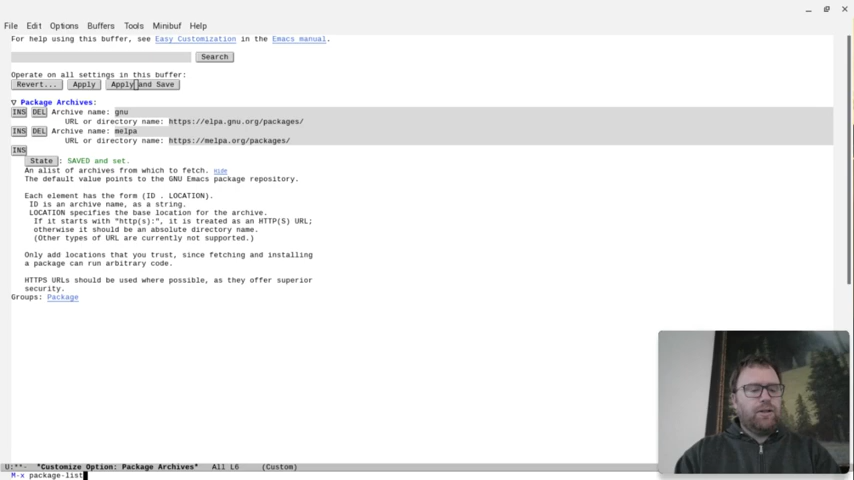 File Edit Options Buffers Tools Minibuf Help
For help using this buffer, see Easy Customization in the Emacs manual.
Search
Operate on all settings in this buffer:
Revert... Apply Apply and Save
▽ Package Archives:
INS DEL Archive name: gnu
URL or directory name: https://elpa.gnu.org/packages/
INS DEL Archive name: melpa
URL or directory name: https://melpa.org/packages/
INS
State : SAVED and set.
An alist of archives from which to fetch. Hide
The default value points to the GNU Emacs package repository.
Each element has the form (ID . LOCATION).
ID is an archive name, as a string.
LOCATION specifies the base location for the archive.
If it starts with "http(s):", it is treated as an HTTP(S) URL;
otherwise it should be an absolute directory name.
(Other types of URL are currently not supported.)
Only add locations that you trust, since fetching and installing
a package can run arbitrary code.
HTTPS URLs should be used where possible, as they offer superior
security.
Groups: Package
U:**- *Customize Option: Package Archives* All L6 (Custom)
M-x package-list